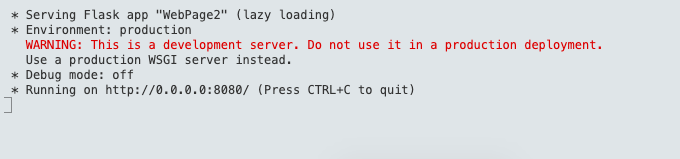 * Serving Flask app "WebPage2" (lazy loading)
* Environment: production
WARNING: This is a development server. Do not use it in a production deployment.
Use a production WSGI server instead.
* Debug mode: off
* Running on http://0.0.0.0:8080/ (Press CTRL+C to quit)